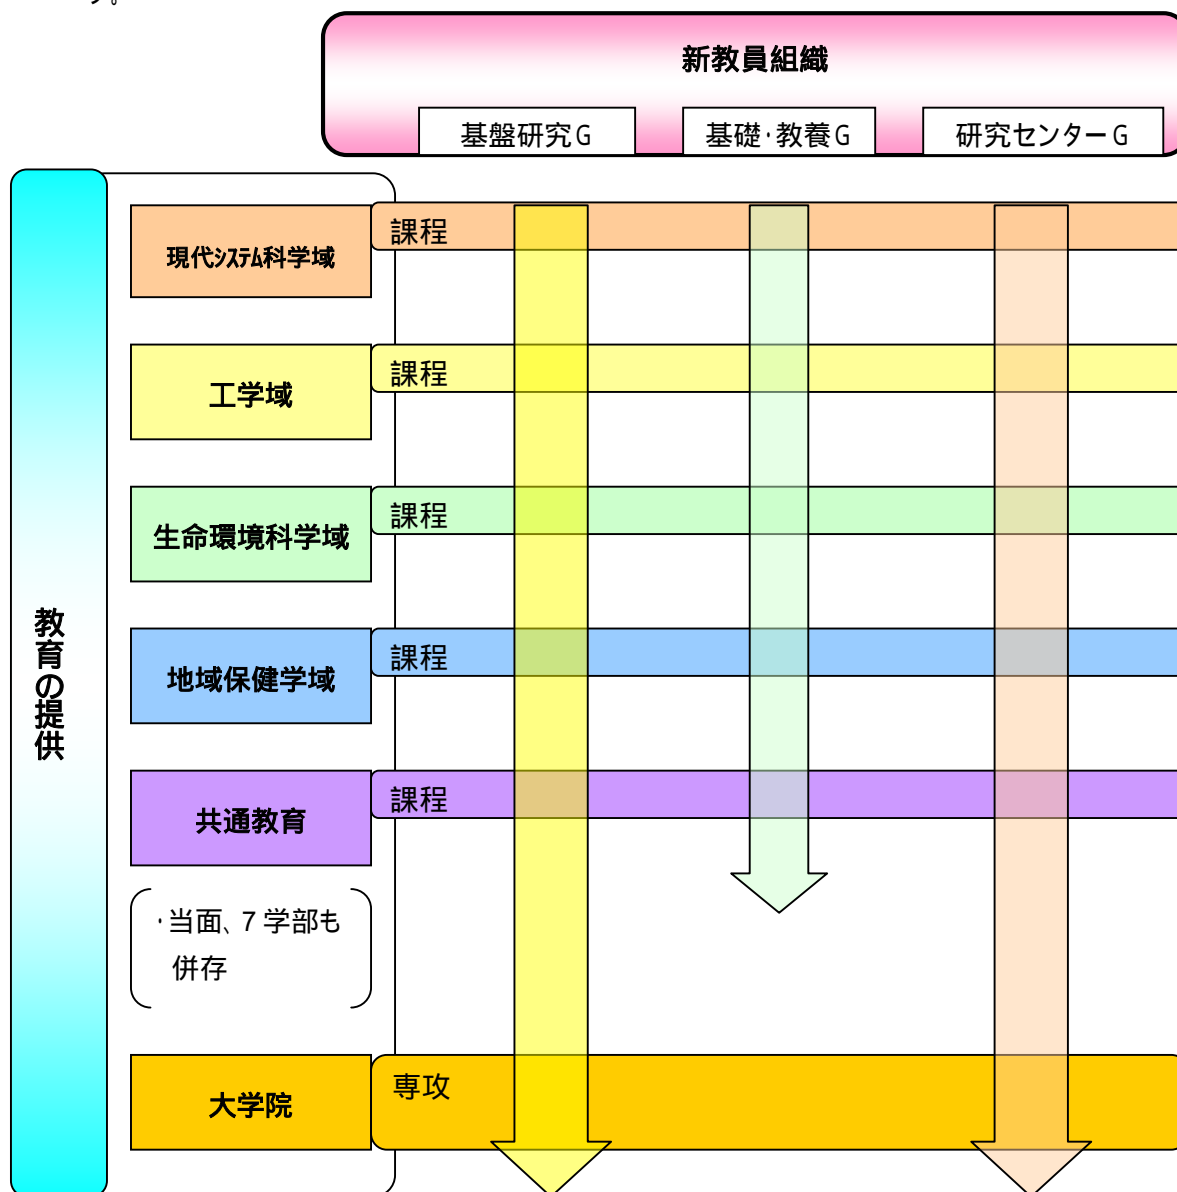 新教員組織
基盤研究G
基礎・教養G
研究センターG
教育の提供
現代ｼｽﾃﾑ科学域
課程
工学域
課程
生命環境科学域
課程
地域保健学域
課程
共通教育
課程
・当面、7学部も
併存
大学院
専攻